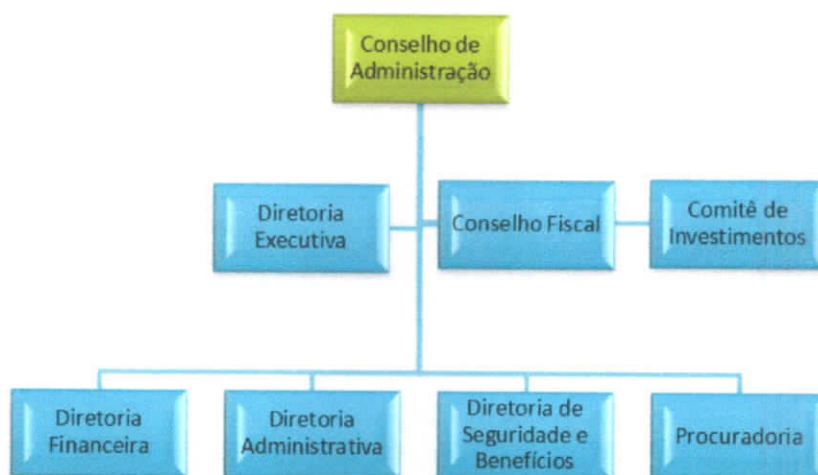 Conselho de
Administração
Diretoria
Executiva
Conselho Fiscal
Comitê de
Investimentos
Diretoria
Financeira
Diretoria
Administrativa
Diretoria de
Seguridade e
Benefícios
Procuradoria